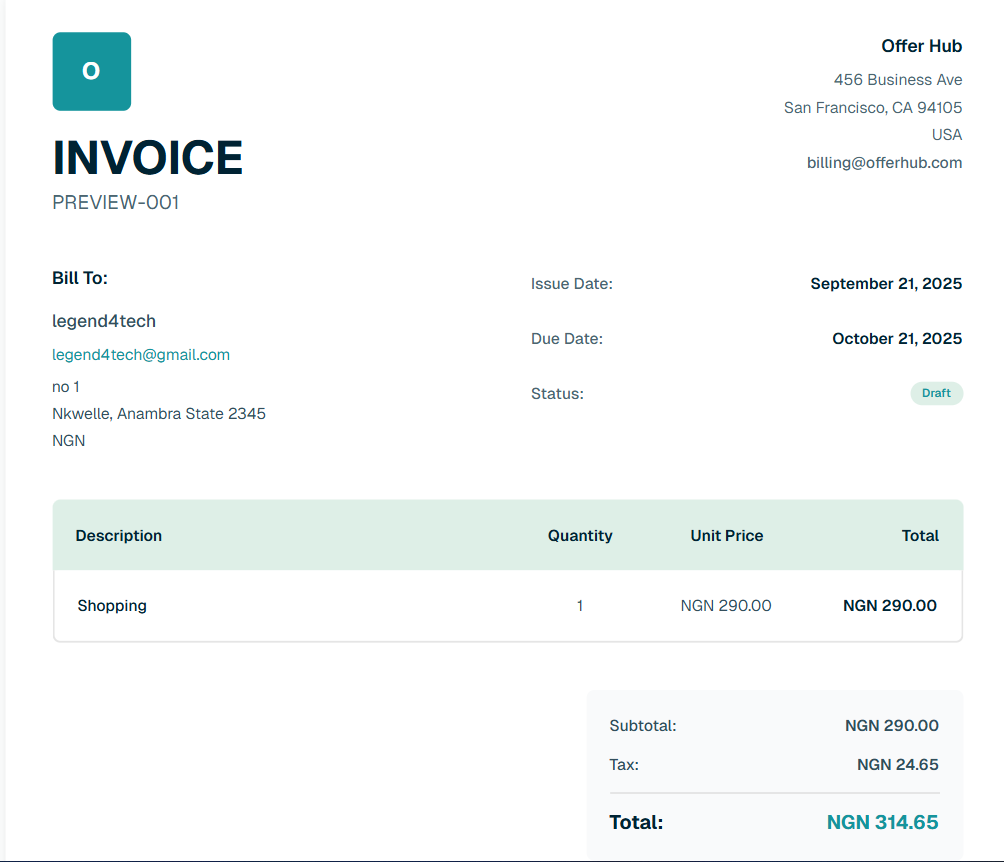 O
INVOICE
PREVIEW-001
Offer Hub
456 Business Ave
San Francisco, CA 94105
USA
billing@offerhub.com
Bill To:
legend4tech
legend4tech@gmail.com
no 1
Nkwelle, Anambra State 2345
NGN
Issue Date: September 21, 2025
Due Date: October 21, 2025
Status: Draft
Description Quantity Unit Price Total
Shopping 1 NGN 290.00 NGN 290.00
Subtotal: NGN 290.00
Tax: NGN 24.65
Total: NGN 314.65